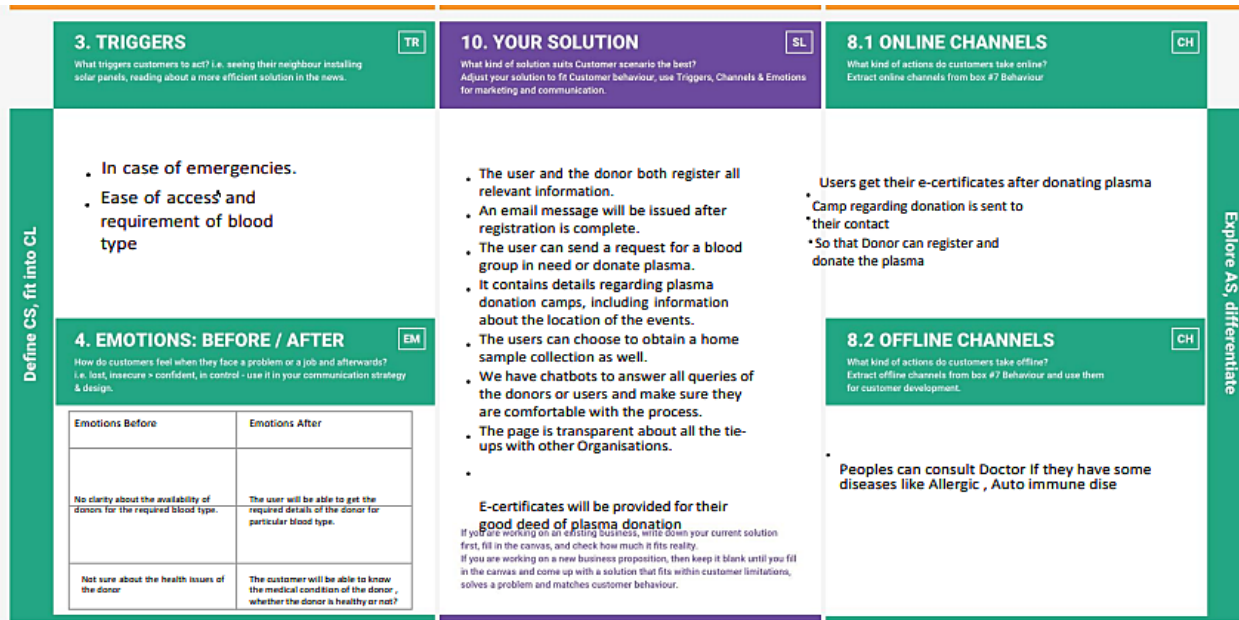 3. TRIGGERS
TR
What triggers customers to act? i.e. seeing their neighbour installing
solar panels, reading about a more efficient solution in the news.
In case of emergencies.
Ease of access and
requirement of blood
type
Define CS, fit into CL
4. EMOTIONS: BEFORE / AFTER
EM
How do customers feel when they face a problem or a job and afterwards?
i.e. lost, insecure > confident, in control - use it in your communication strategy
& design.
Emotions Before
Emotions After
No clarity about the availability of
donors for the required blood type.
The user will be able to get the
required details of the donor for
particular blood type.
Not sure about the health issues of
the donor
The customer will be able to know
the medical condition of the donor ,
whether the donor is healthy or not?
10. YOUR SOLUTION
SL
What kind of solution suits Customer scenario the best?
Adjust your solution to fit Customer behaviour, use Triggers, Channels & Emotions
for marketing and communication.
• The user and the donor both register all
relevant information.
• An email message will be issued after
registration is complete.
• The user can send a request for a blood
group in need or donate plasma.
• It contains details regarding plasma
donation camps, including information
about the location of the events.
• The users can choose to obtain a home
sample collection as well.
• We have chatbots to answer all queries of
the donors or users and make sure they
are comfortable with the process.
• The page is transparent about all the tie-
ups with other Organisations.
•
E-certificates will be provided for their
good deed of plasma donation
If you are working on an existing business, write down your current solution
first, fill in the canvas, and check how much it fits reality.
If you are working on a new business proposition, then keep it blank until you fill
in the canvas and come up with a solution that fits within customer limitations,
solves a problem and matches customer behaviour.
8.1 ONLINE CHANNELS
CH
What kind of actions do customers take online?
Extract online channels from box #7 Behaviour
Users get their e-certificates after donating plasma
Camp regarding donation is sent to
their contact
• So that Donor can register and
donate the plasma
8.2 OFFLINE CHANNELS
CH
What kind of actions do customers take offline?
Extract offline channels from box #7 Behaviour and use them
for customer development.
Peoples can consult Doctor If they have some
diseases like Allergic , Auto immune dise
Explore AS, differentiate